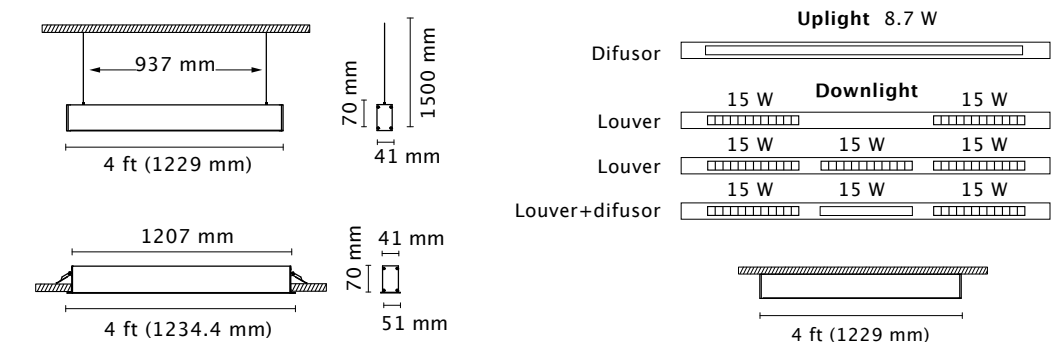 937 mm
70 mm
1500 mm
41 mm
4 ft (1229 mm)
Uplight 8.7 W
Difusor
Downlight
15 W 15 W
Louver
15 W 15 W 15 W
Louver
15 W 15 W 15 W
Louver+difusor
1207 mm
41 mm
70 mm
51 mm
4 ft (1234.4 mm)
4 ft (1229 mm)